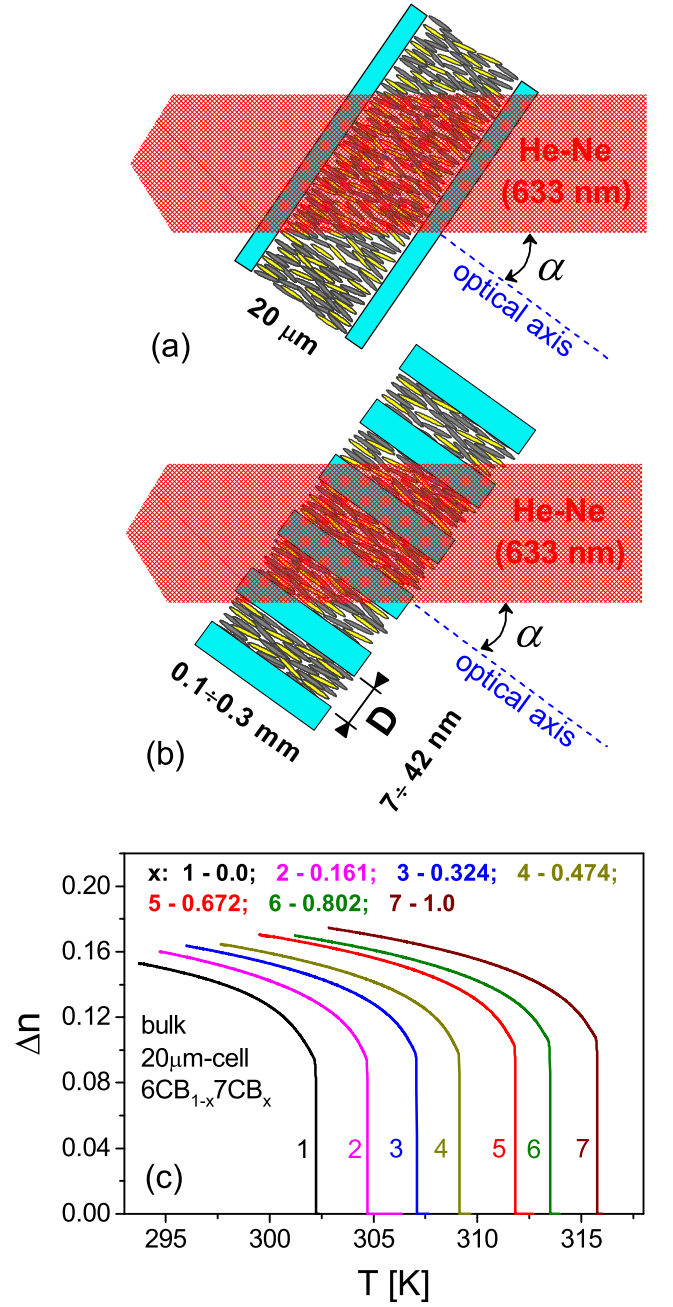 He-Ne
(633 nm)
α
optical axis
20 μm
(a)
He-Ne
(633 nm)
α
optical axis
0.1÷0.3 mm
D
7÷ 42 nm
(b)
x: 1 - 0.0; 2 - 0.161; 3 - 0.324; 4 - 0.474;
5 - 0.672; 6 - 0.802; 7 - 1.0
0.20
0.16
0.12
0.08
0.04
0.00
Δn
bulk
20μm-cell
6CB1-x7CBx
1 2 3 4 5 6 7
(c)
295 300 305 310 315
T [K]